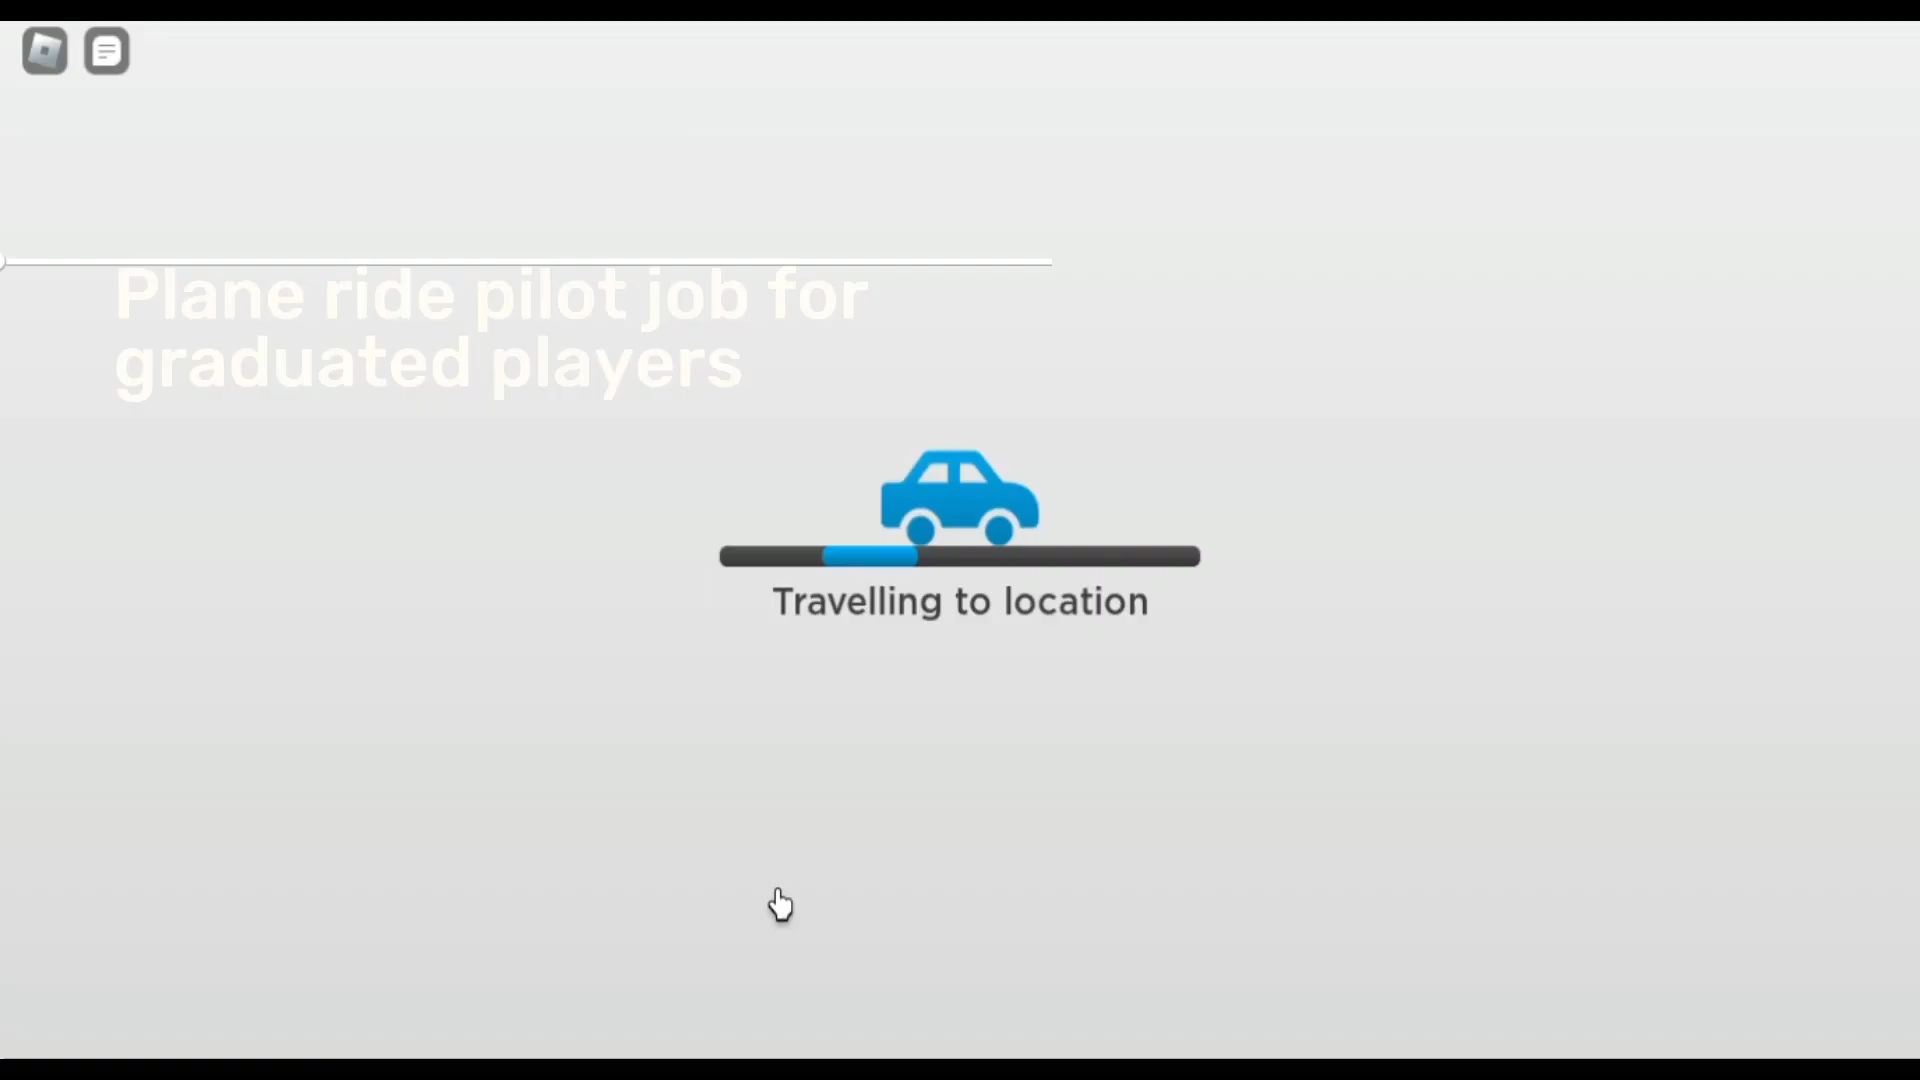 Plane ride pilot job for
graduated players
Travelling to location